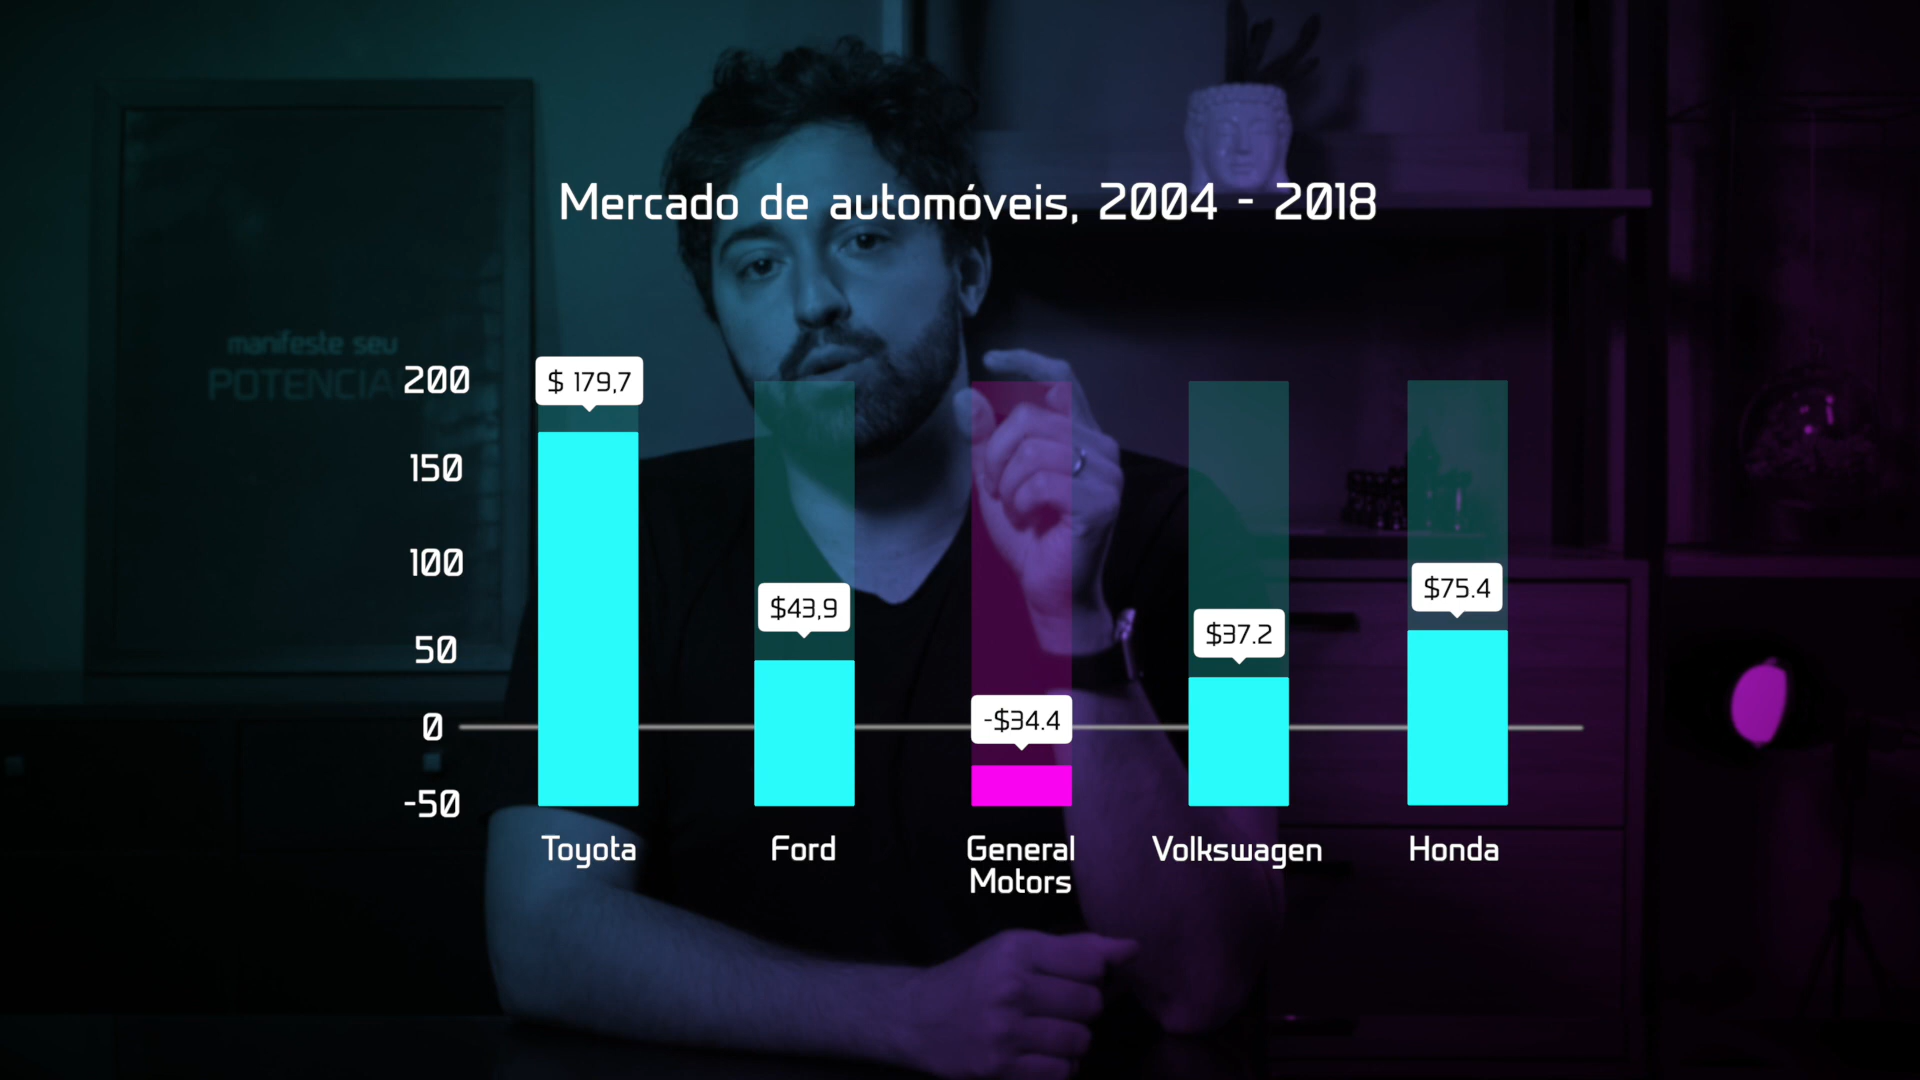 Mercado de automóveis, 2004 - 2018
manifeste seu
POTENCIA
200
150
100
50
0
-50
$ 179,7
$43,9
-$34.4
$37.2
$75.4
Toyota
Ford
General
Motors
Volkswagen
Honda